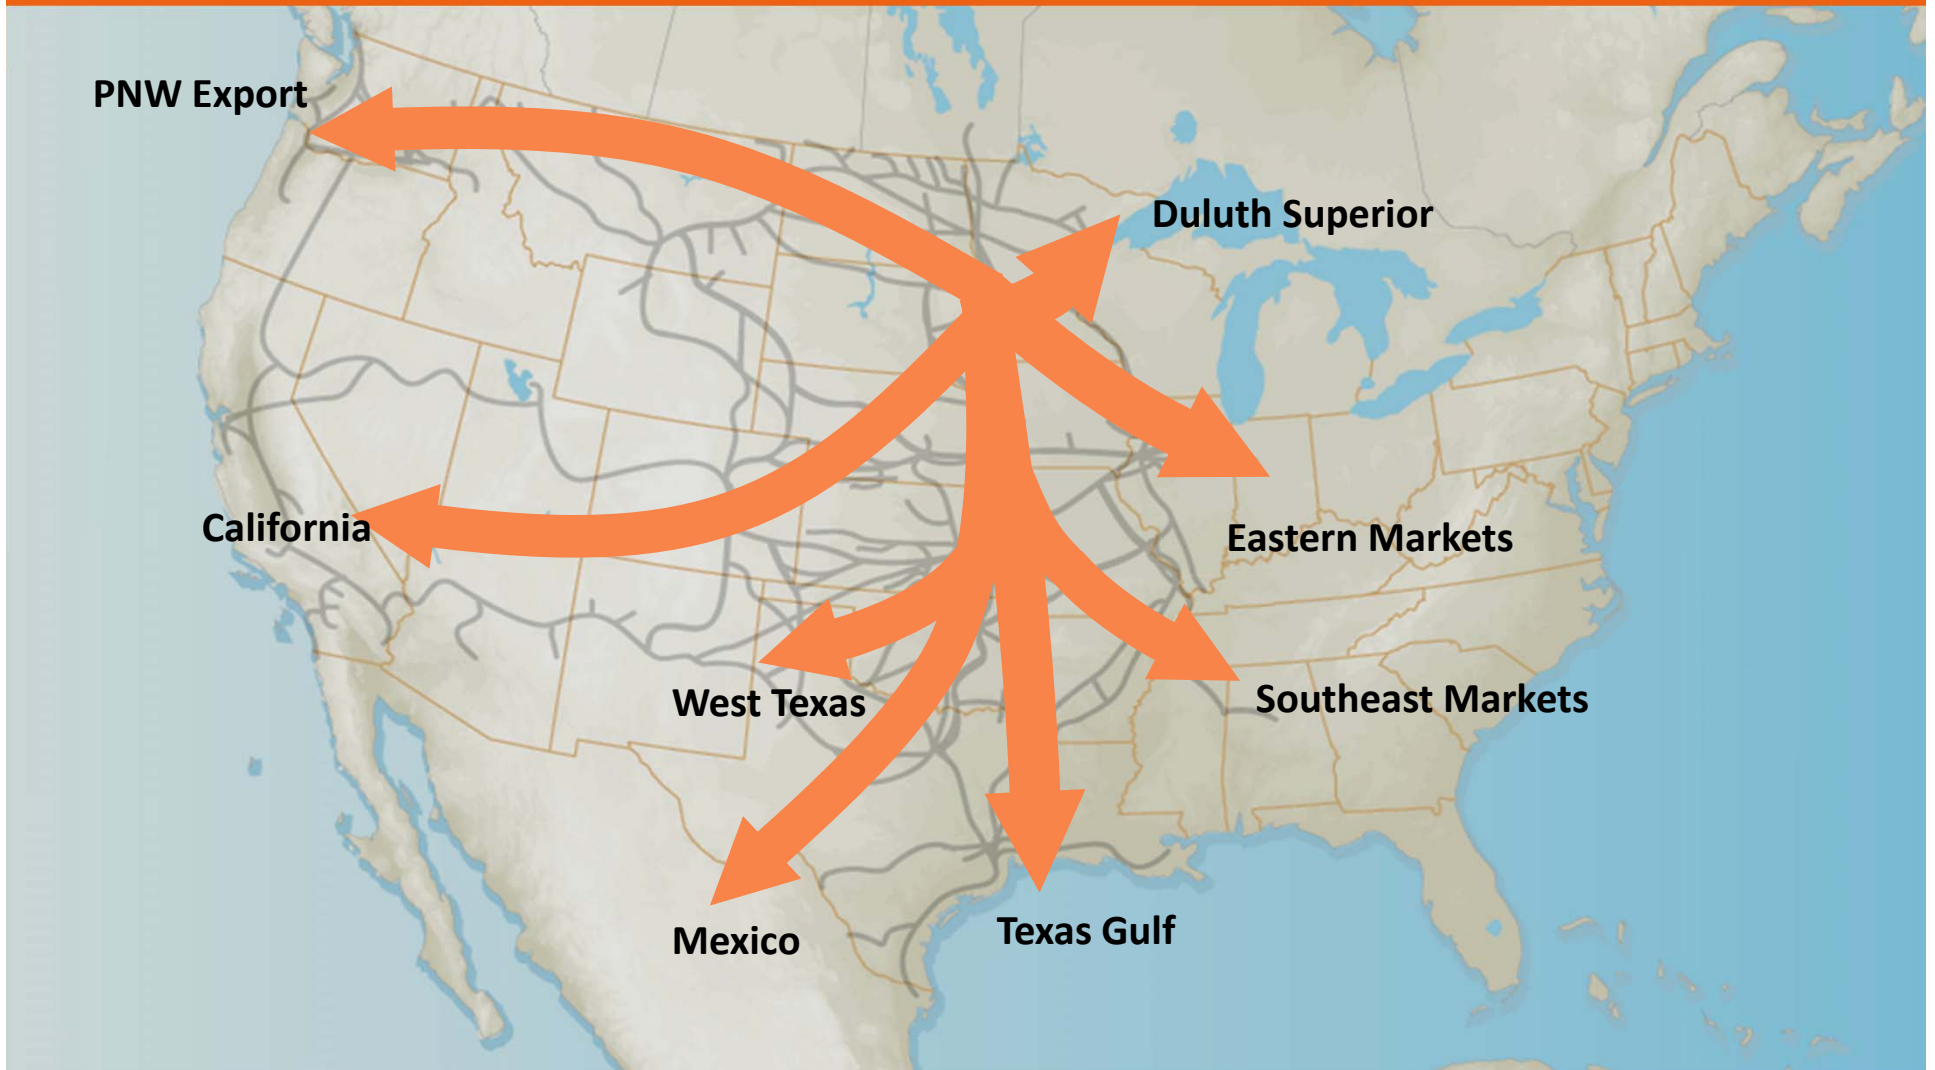 PNW Export
Duluth Superior
California
Eastern Markets
West Texas
Southeast Markets
Mexico
Texas Gulf